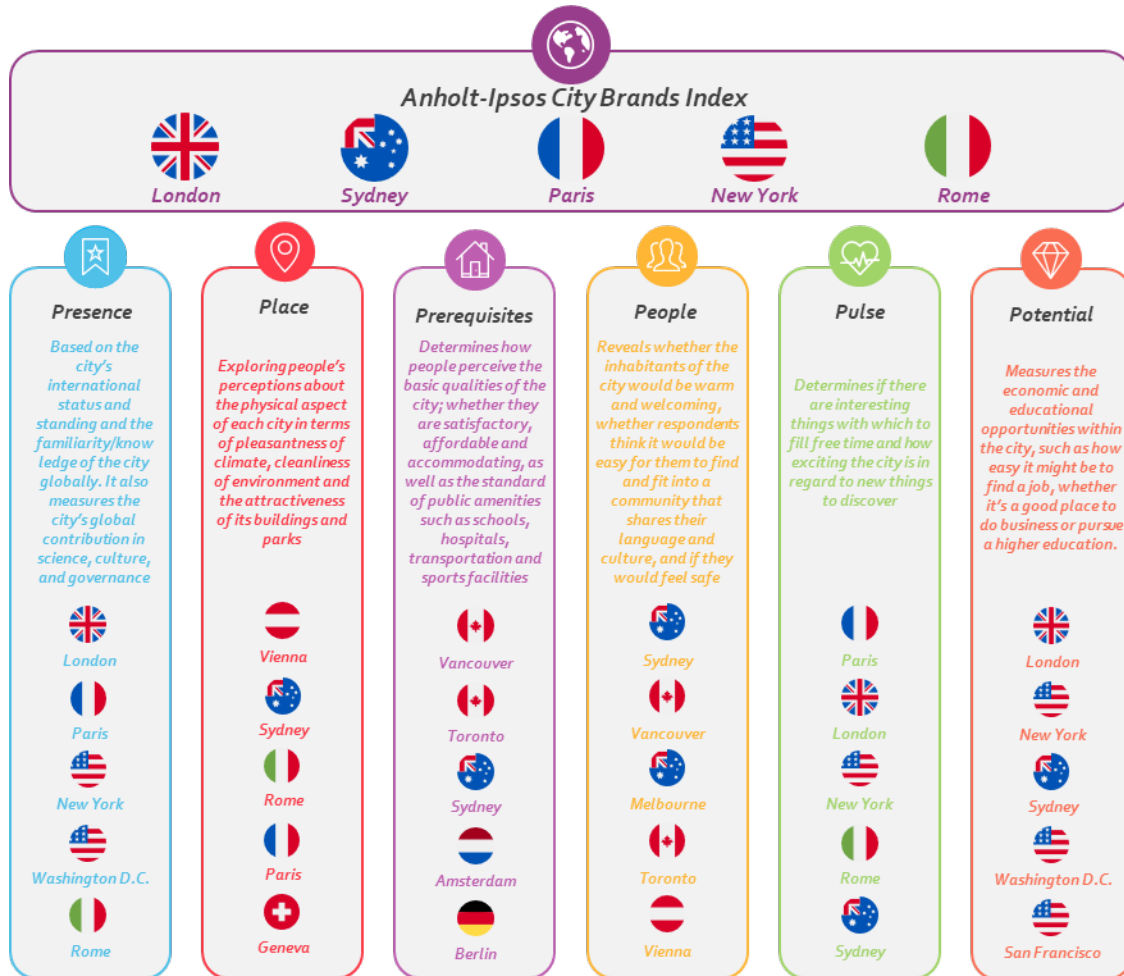 Anholt-Ipsos City Brands Index
London
Sydney
Paris
New York
Rome
Presence
Based on the
city's
international
status and
standing and the
familiarity/know
ledge of the city
globally. It also
measures the
city's global
contribution in
science, culture,
and governance
London
Paris
New York
Washington D.C.
Rome
Place
Exploring people's
perceptions about
the physical aspect
of each city in terms
of pleasantness of
climate, cleanliness
of environment and
the attractiveness
of its buildings and
parks
Vienna
Sydney
Rome
Paris
Geneva
Prerequisites
Determines how
people perceive the
basic qualities of the
city; whether they
are satisfactory,
affordable and
accommodating, as
well as the standard
of public amenities
such as schools,
hospitals,
transportation and
sports facilities
Vancouver
Toronto
Sydney
Amsterdam
Berlin
People
Reveals whether the
inhabitants of the
city would be warm
and welcoming,
whether respondents
think it would be
easy for them to find
and fit into a
community that
shares their
language and
culture, and if they
would feel safe
Sydney
Vancouver
Melbourne
Toronto
Vienna
Pulse
Determines if there
are interesting
things with which to
fill free time and how
exciting the city is in
regard to new things
to discover
Paris
London
New York
Rome
Sydney
Potential
Measures the
economic and
educational
opportunities within
the city, such as how
easy it might be to
find a job, whether
it's a good place to
do business or pursue
a higher education.
London
New York
Sydney
Washington D.C.
San Francisco